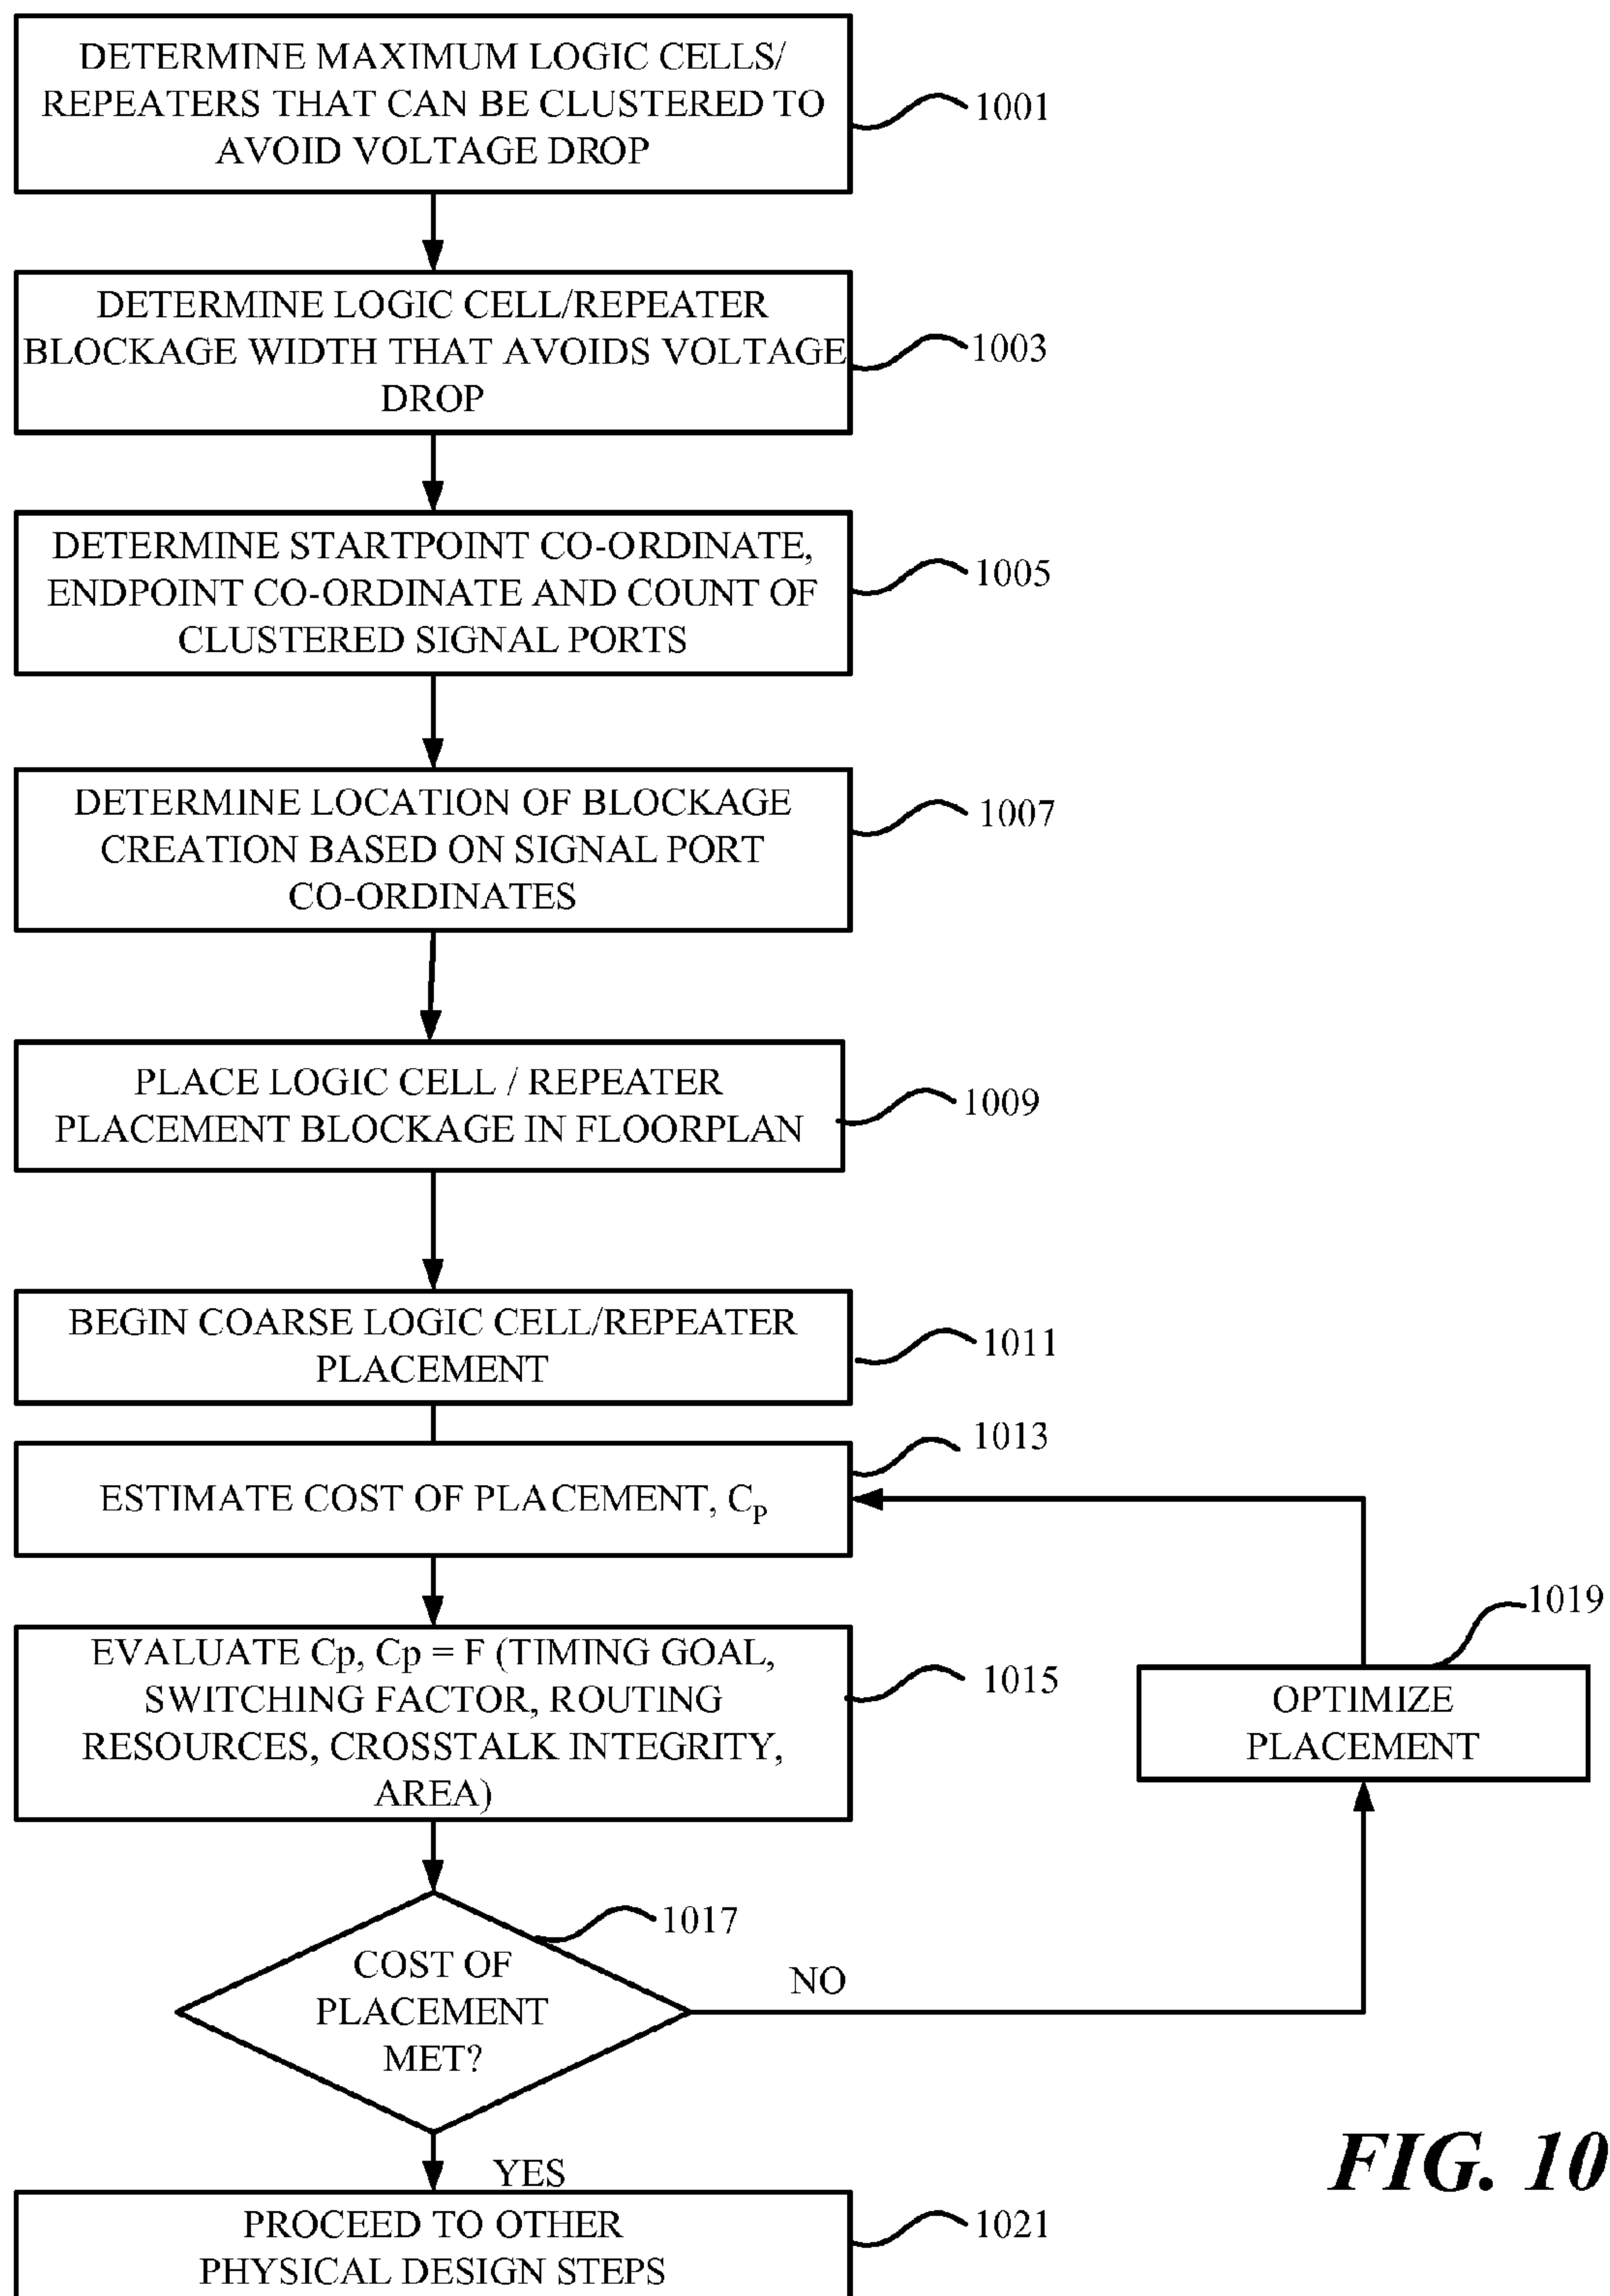 DETERMINE MAXIMUM LOGIC CELLS/
REPEATERS THAT CAN BE CLUSTERED TO
AVOID VOLTAGE DROP
1001
DETERMINE LOGIC CELL/REPEATER
BLOCKAGE WIDTH THAT AVOIDS VOLTAGE
DROP
1003
DETERMINE STARTPOINT CO-ORDINATE,
ENDPOINT CO-ORDINATE AND COUNT OF
CLUSTERED SIGNAL PORTS
1005
DETERMINE LOCATION OF BLOCKAGE
CREATION BASED ON SIGNAL PORT
CO-ORDINATES
1007
PLACE LOGIC CELL / REPEATER
PLACEMENT BLOCKAGE IN FLOORPLAN
1009
BEGIN COARSE LOGIC CELL/REPEATER
PLACEMENT
1011
1013
ESTIMATE COST OF PLACEMENT, CP
EVALUATE Cp, Cp = F (TIMING GOAL,
SWITCHING FACTOR, ROUTING
RESOURCES, CROSSTALK INTEGRITY,
AREA)
1015
1019
OPTIMIZE
PLACEMENT
1017
COST OF
PLACEMENT
MET?
NO
YES
PROCEED TO OTHER
PHYSICAL DESIGN STEPS
1021
FIG. 10